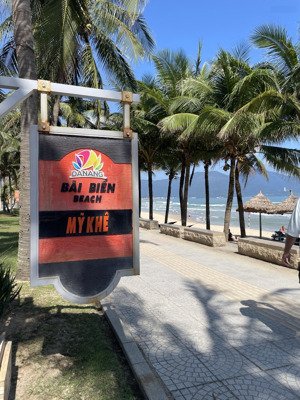 DANANG
BÃI BIỂN
BEACH
MỸ KHÊ